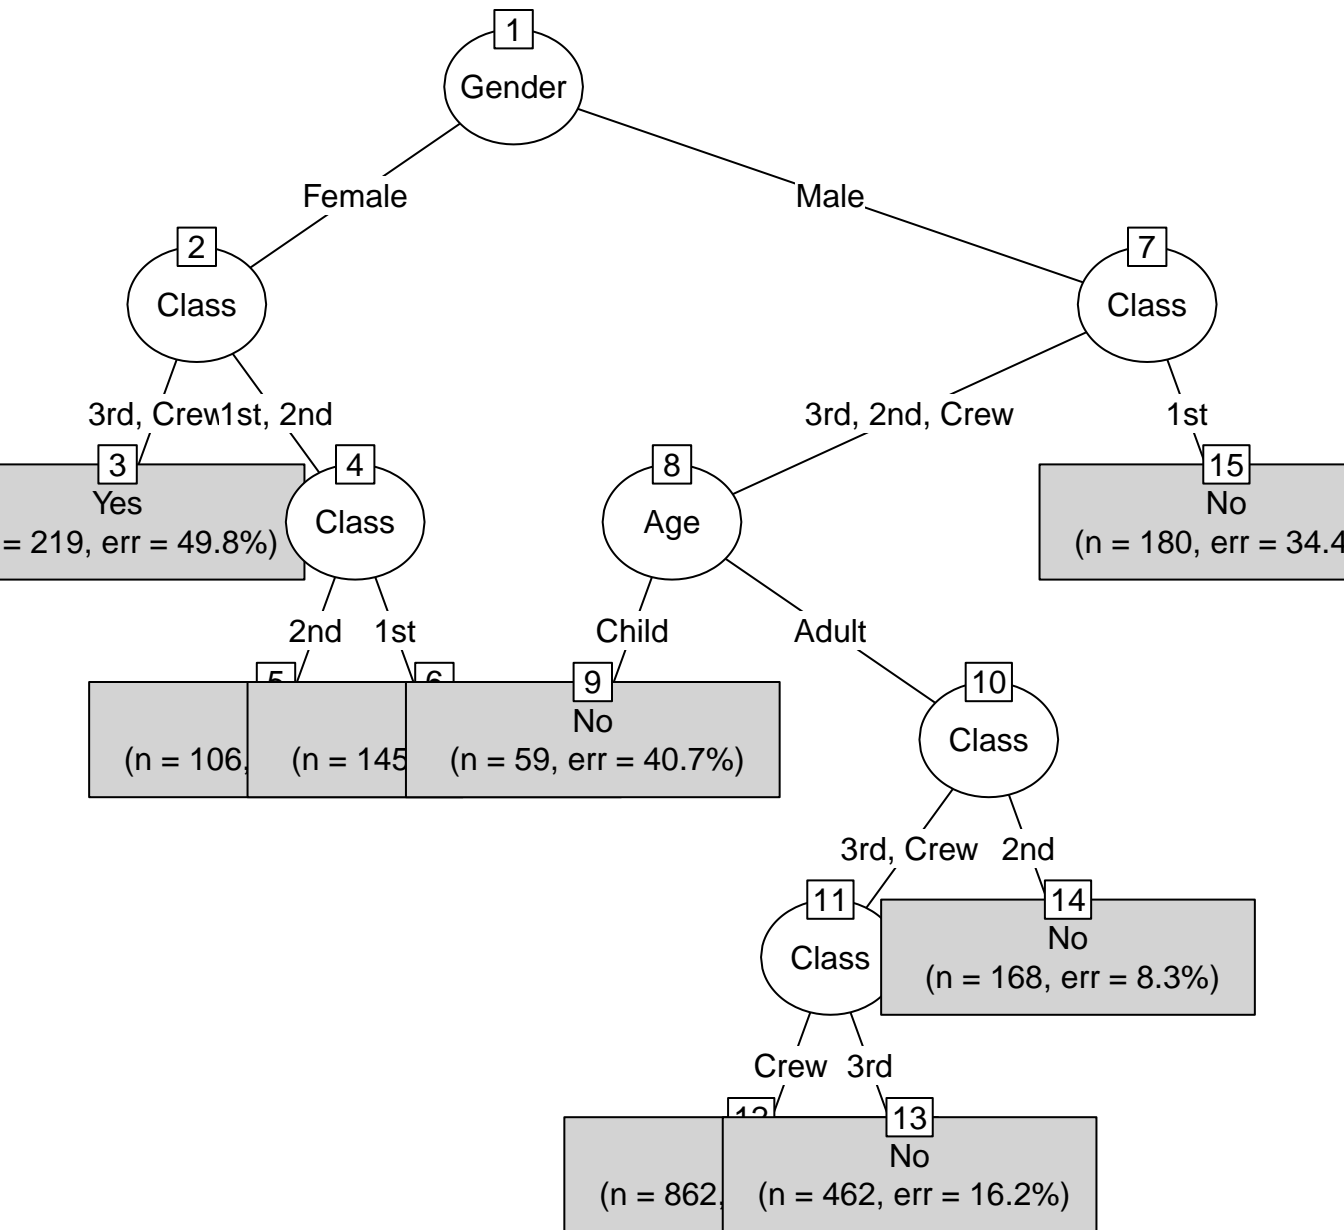 1
Gender
Female
Male
2
Class
7
Class
3rd, Crew
1st, 2nd
3rd, 2nd, Crew
1st
3
Yes
= 219, err = 49.8%)
4
Class
8
Age
15
No
(n = 180, err = 34.4
2nd
1st
Child
Adult
5
(n = 106,
6
(n = 145
9
No
(n = 59, err = 40.7%)
10
Class
3rd, Crew
2nd
11
Class
14
No
(n = 168, err = 8.3%)
Crew
3rd
12
(n = 862,
13
No
(n = 462, err = 16.2%)